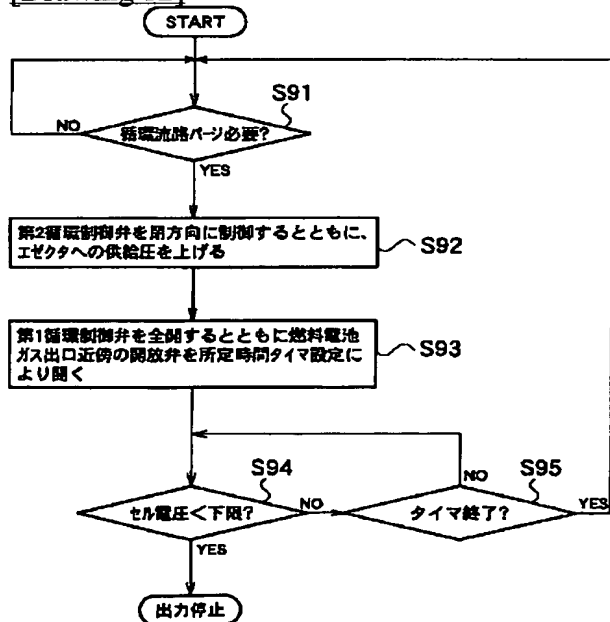 START
S91
循環流路パージ必要?
NO
YES
第2循環制御弁を閉方向に制御するとともに、
エゼクタへの供給圧を上げる
S92
第1循環制御弁を全開するとともに燃料電池
ガス出口近傍の開放弁を所定時間タイマ設定に
より開く
S93
S94
セル電圧<下限?
NO
YES
S95
タイマ終了?
NO
YES
出力停止